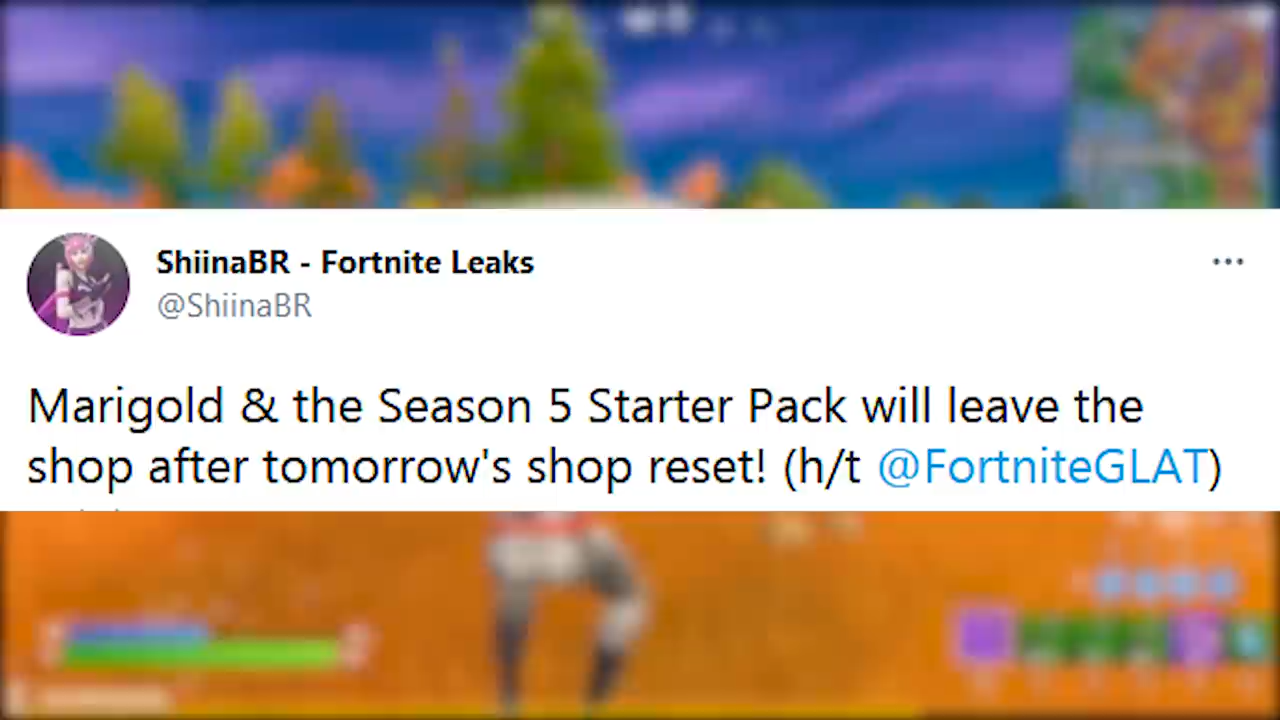 ShiinaBR - Fortnite Leaks
@ShiinaBR
Marigold & the Season 5 Starter Pack will leave the
shop after tomorrow's shop reset! (h/t @FortniteGLAT)